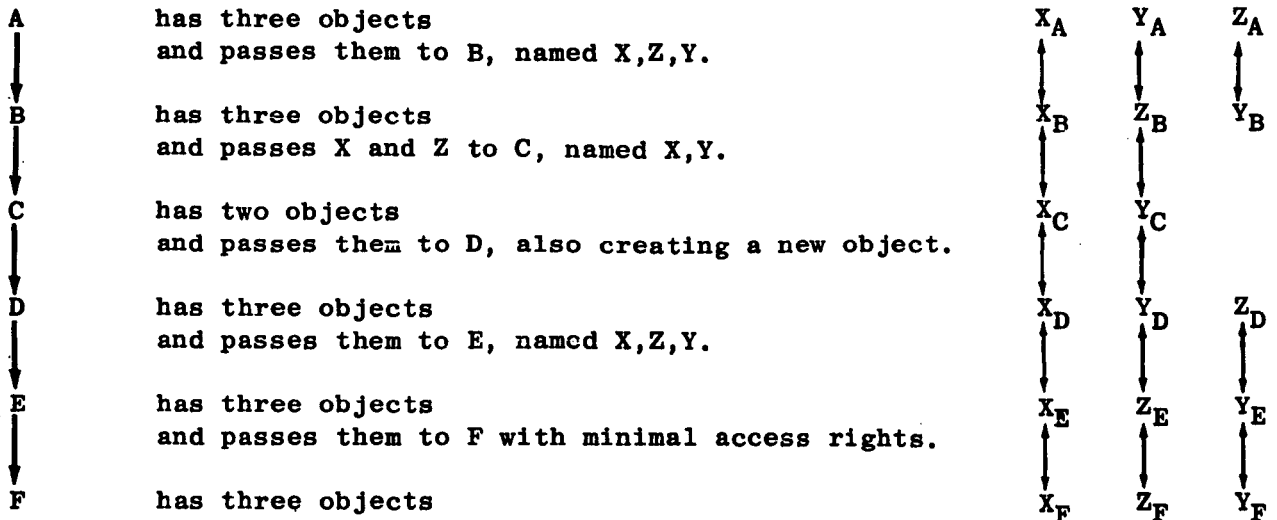 A has three objects X_A Y_A Z_A
and passes them to B, named X,Z,Y.
B has three objects X_B Z_B Y_B
and passes X and Z to C, named X,Y.
C has two objects X_C Y_C
and passes them to D, also creating a new object.
D has three objects X_D Y_D Z_D
and passes them to E, named X,Z,Y.
E has three objects X_E Z_E Y_E
and passes them to F with minimal access rights.
F has three objects X_F Z_F Y_F